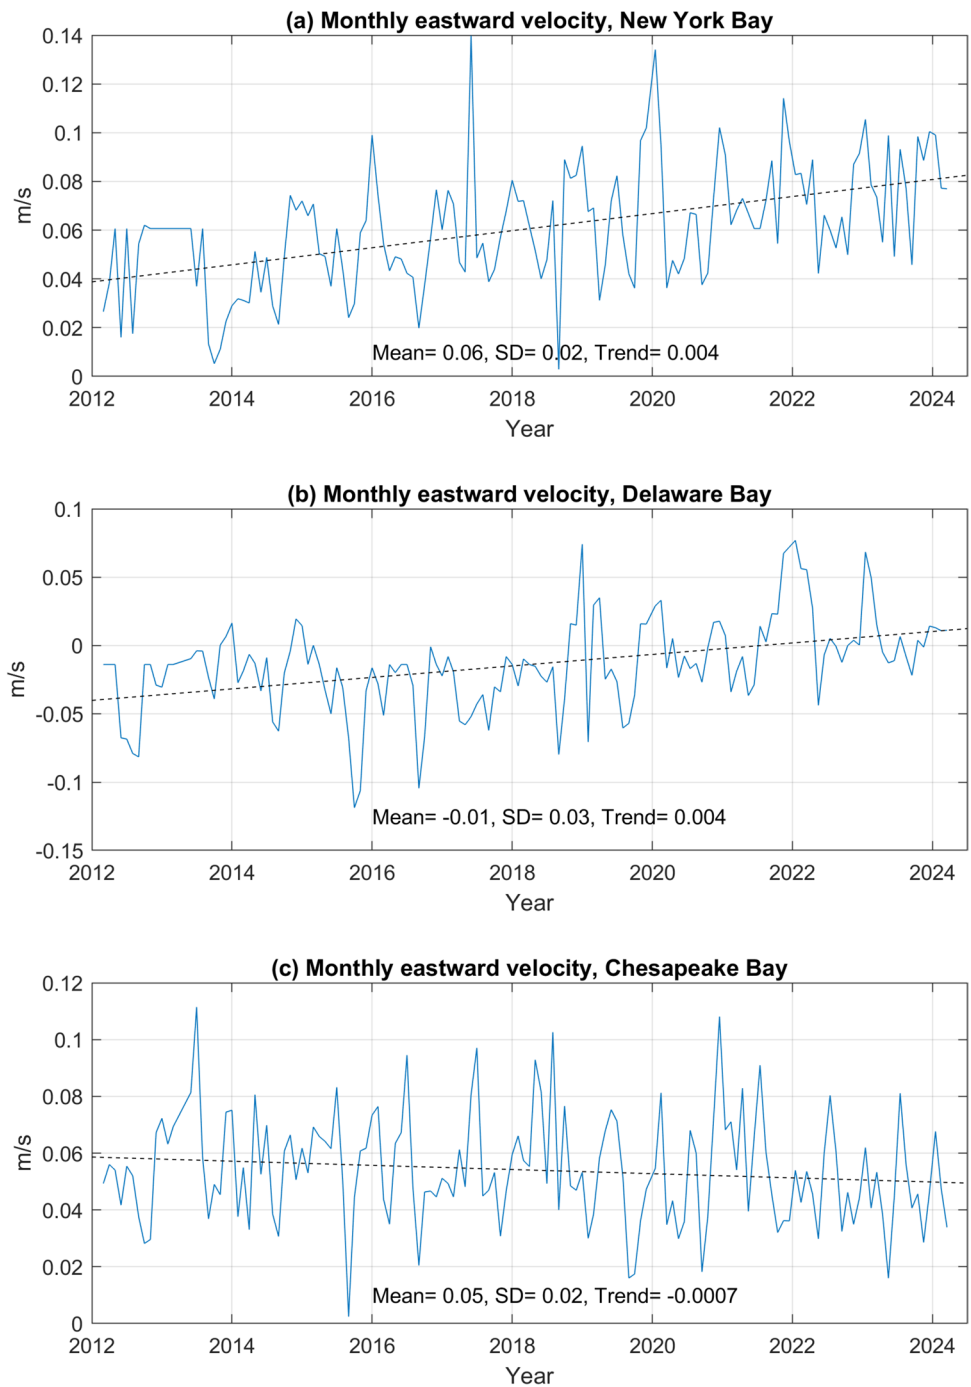 (a) Monthly eastward velocity, New York Bay
0.14
0.12
0.1
0.08
0.06
0.04
0.02
0
m/s
Mean= 0.06, SD= 0.02, Trend= 0.004
2012 2014 2016 2018 2020 2022 2024
Year
(b) Monthly eastward velocity, Delaware Bay
0.1
0.05
0
-0.05
-0.1
-0.15
m/s
Mean= -0.01, SD= 0.03, Trend= 0.004
2012 2014 2016 2018 2020 2022 2024
Year
(c) Monthly eastward velocity, Chesapeake Bay
0.12
0.1
0.08
0.06
0.04
0.02
0
m/s
Mean= 0.05, SD= 0.02, Trend= -0.0007
2012 2014 2016 2018 2020 2022 2024
Year